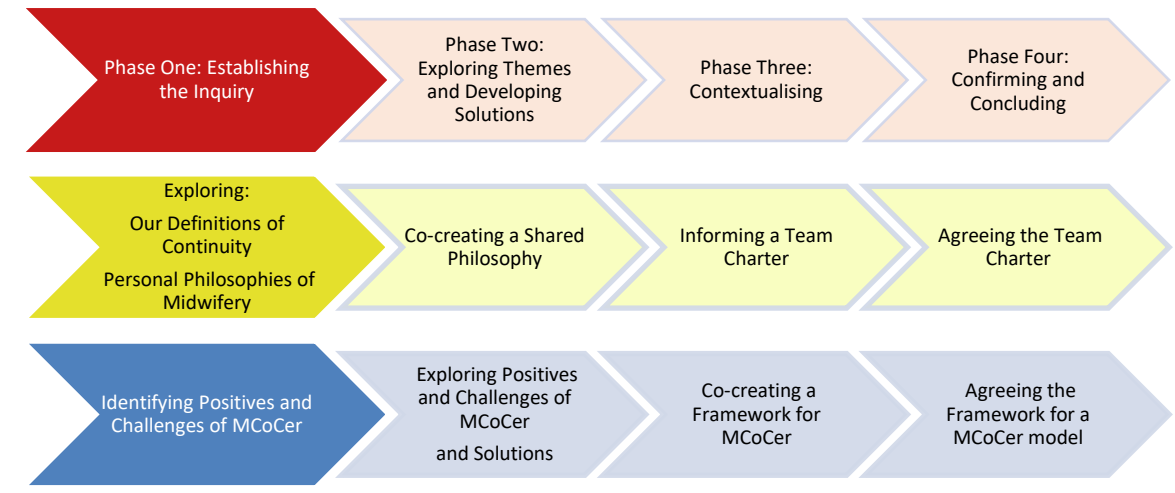 Phase One: Establishing
the Inquiry
Phase Two:
Exploring Themes
and Developing
Solutions
Phase Three:
Contextualising
Phase Four:
Confirming and
Concluding
Exploring:
Our Definitions of
Continuity
Personal Philosophies of
Midwifery
Co-creating a Shared
Philosophy
Informing a Team
Charter
Agreeing the Team
Charter
Identifying Positives and
Challenges of MCoCer
Exploring Positives
and Challenges of
MCoCer
and Solutions
Co-creating a
Framework for
MCoCer
Agreeing the
Framework for a
MCoCer model